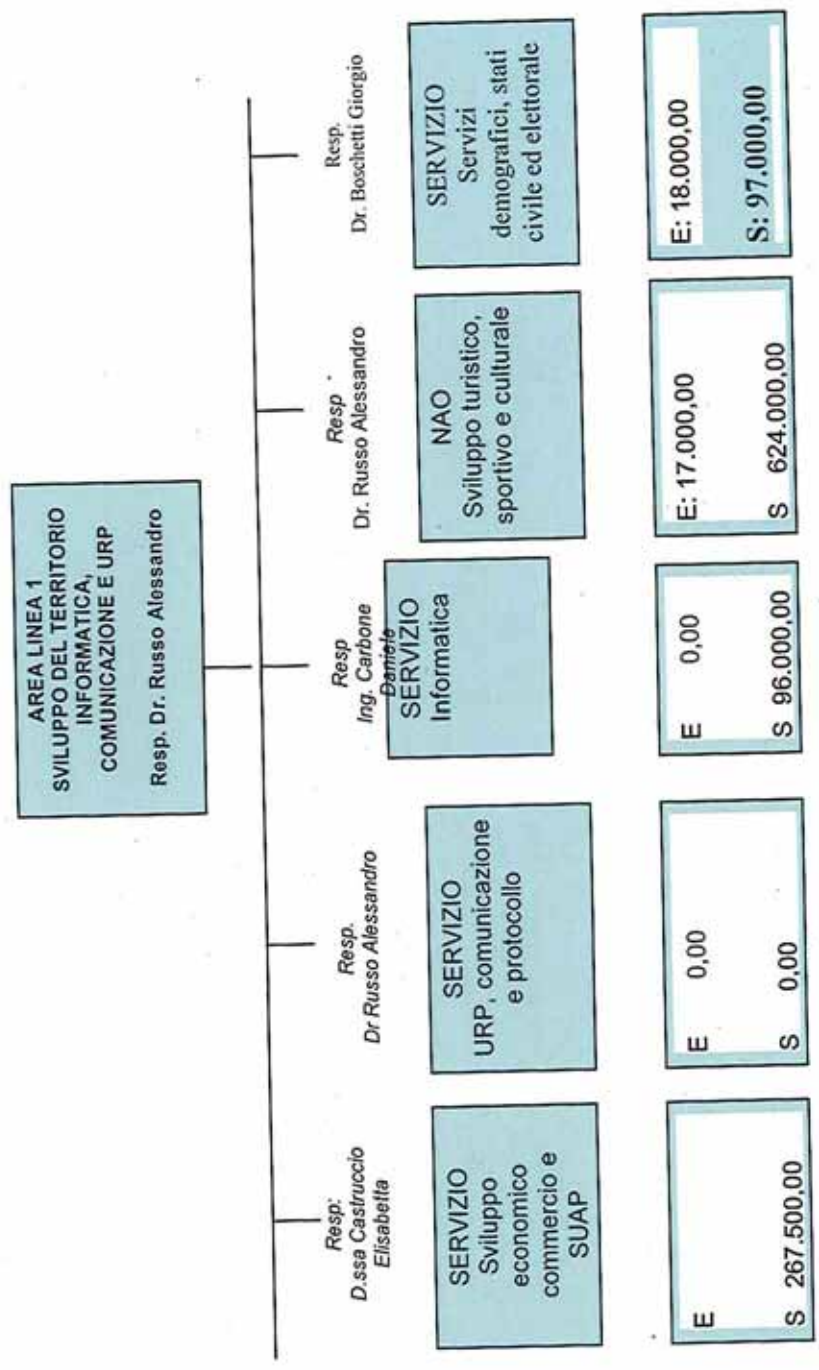 AREA LINEA 1
SVILUPPO DEL TERRITORIO
INFORMATICA,
COMUNICAZIONE E URP
Resp. Dr. Russo Alessandro
Resp:
D.ssa Castruccio
Elisabetta
SERVIZIO
Sviluppo
economico
commercio e
SUAP
E
S 267.500,00
Resp.
Dr Russo Alessandro
SERVIZIO
URP, comunicazione
e protocollo
E 0,00
S 0,00
Resp
Ing. Carbone
Daniele
SERVIZIO
Informatica
E 0,00
S 96.000,00
Resp
Dr. Russo Alessandro
NAO
Sviluppo turistico,
sportivo e culturale
E: 17.000,00
S 624.000,00
Resp.
Dr. Boschetti Giorgio
SERVIZIO
Servizi
demografici, stati
civile ed elettorale
E: 18.000,00
S: 97.000,00